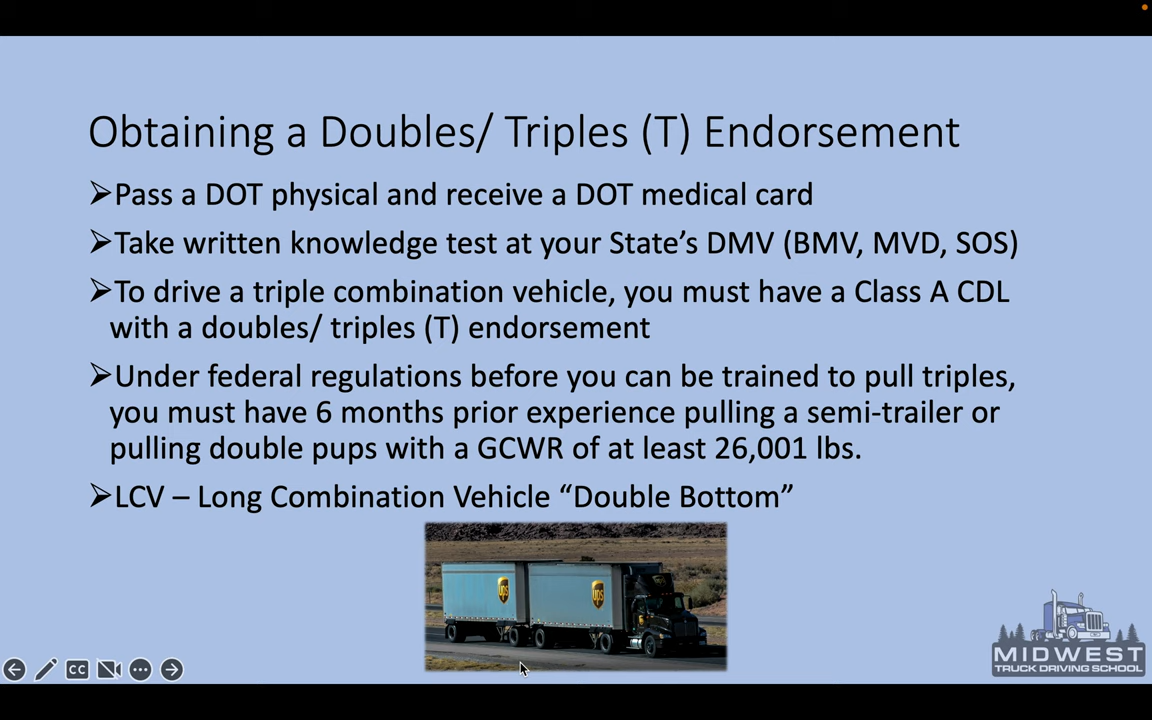 Obtaining a Doubles/ Triples (T) Endorsement
➢Pass a DOT physical and receive a DOT medical card
➢Take written knowledge test at your State’s DMV (BMV, MVD, SOS)
➢To drive a triple combination vehicle, you must have a Class A CDL
with a doubles/ triples (T) endorsement
➢Under federal regulations before you can be trained to pull triples,
you must have 6 months prior experience pulling a semi-trailer or
pulling double pups with a GCWR of at least 26,001 lbs.
➢LCV – Long Combination Vehicle “Double Bottom”
ups
ups
MIDWEST
TRUCK DRIVING SCHOOL
CC